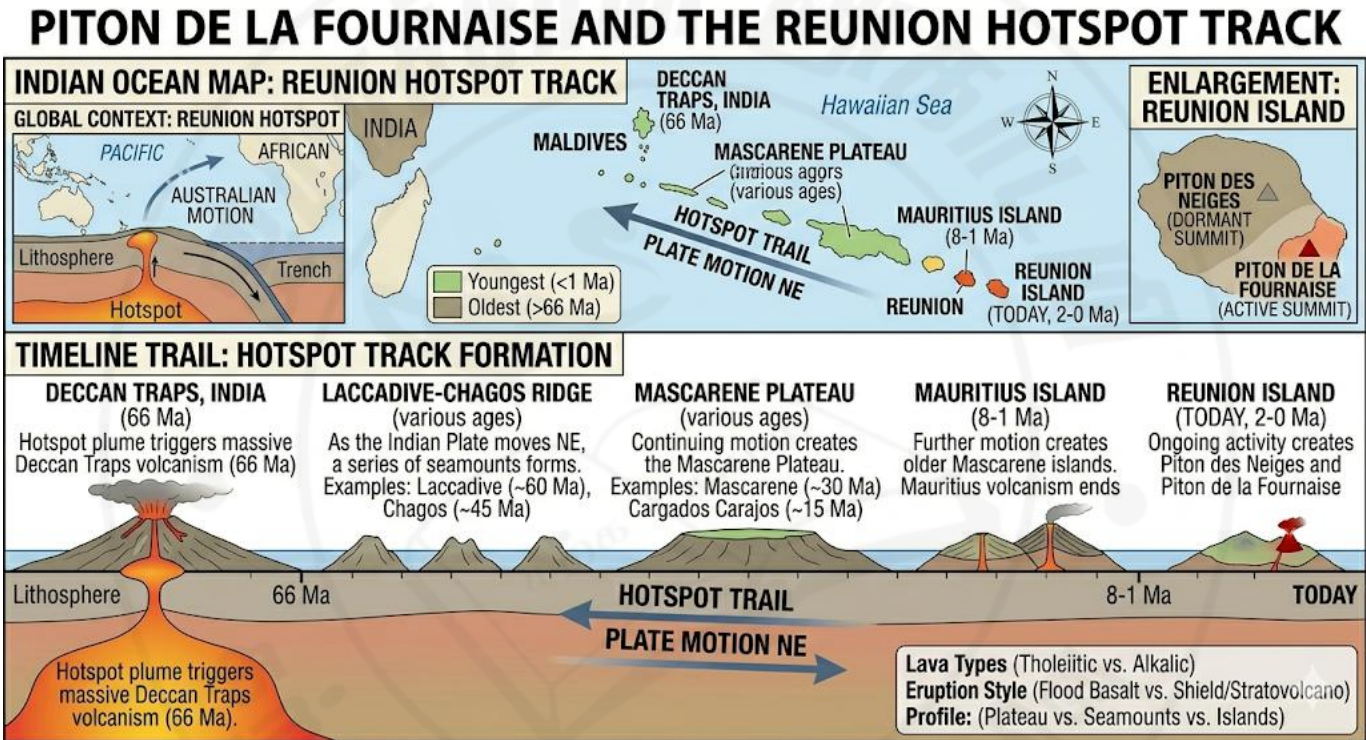 PITON DE LA FOURNAISE AND THE REUNION HOTSPOT TRACK
INDIAN OCEAN MAP: REUNION HOTSPOT TRACK
GLOBAL CONTEXT: REUNION HOTSPOT
PACIFIC
AFRICAN
AUSTRALIAN
MOTION
Lithosphere
Trench
Hotspot
INDIA
DECCAN
TRAPS, INDIA
(66 Ma)
Hawaiian Sea
MALDIVES
MASCARENE PLATEAU
(various ages)
N
W
E
S
HOTSPOT TRAIL
PLATE MOTION NE
MAURITIUS ISLAND
(8-1 Ma)
REUNION
REUNION
ISLAND
(TODAY, 2-0 Ma)
Youngest (<1 Ma)
Oldest (>66 Ma)
ENLARGEMENT:
REUNION ISLAND
PITON DES
NEIGES
(DORMANT
SUMMIT)
PITON DE LA
FOURNAISE
(ACTIVE SUMMIT)
TIMELINE TRAIL: HOTSPOT TRACK FORMATION
DECCAN TRAPS, INDIA
(66 Ma)
Hotspot plume triggers massive
Deccan Traps volcanism (66 Ma)
LACCADIVE-CHAGOS RIDGE
(various ages)
As the Indian Plate moves NE,
a series of seamounts forms.
Examples: Laccadive (~60 Ma),
Chagos (~45 Ma)
MASCARENE PLATEAU
(various ages)
Continuing motion creates
the Mascarene Plateau.
Examples: Mascarene (~30 Ma)
Cargados Carajos (~15 Ma)
MAURITIUS ISLAND
(8-1 Ma)
Further motion creates
older Mascarene islands.
Mauritius volcanism ends
REUNION ISLAND
(TODAY, 2-0 Ma)
Ongoing activity creates
Piton des Neiges and
Piton de la Fournaise
Lithosphere
66 Ma
HOTSPOT TRAIL
8-1 Ma
TODAY
PLATE MOTION NE
Hotspot plume triggers
massive Deccan Traps
volcanism (66 Ma).
Lava Types (Tholeiitic vs. Alkalic)
Eruption Style (Flood Basalt vs. Shield/Stratovolcano)
Profile: (Plateau vs. Seamounts vs. Islands)